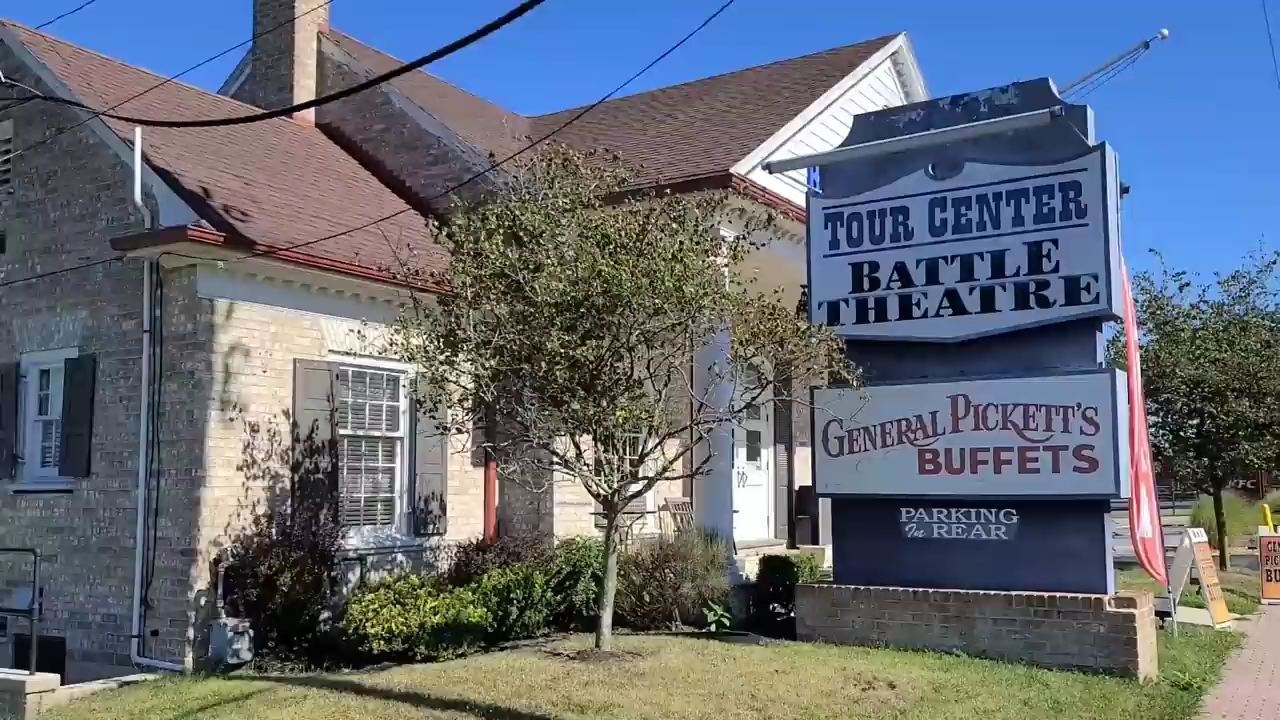 TOUR CENTER
BATTLE
THEATRE
GENERAL PICKETT'S
BUFFETS
PARKING
In REAR